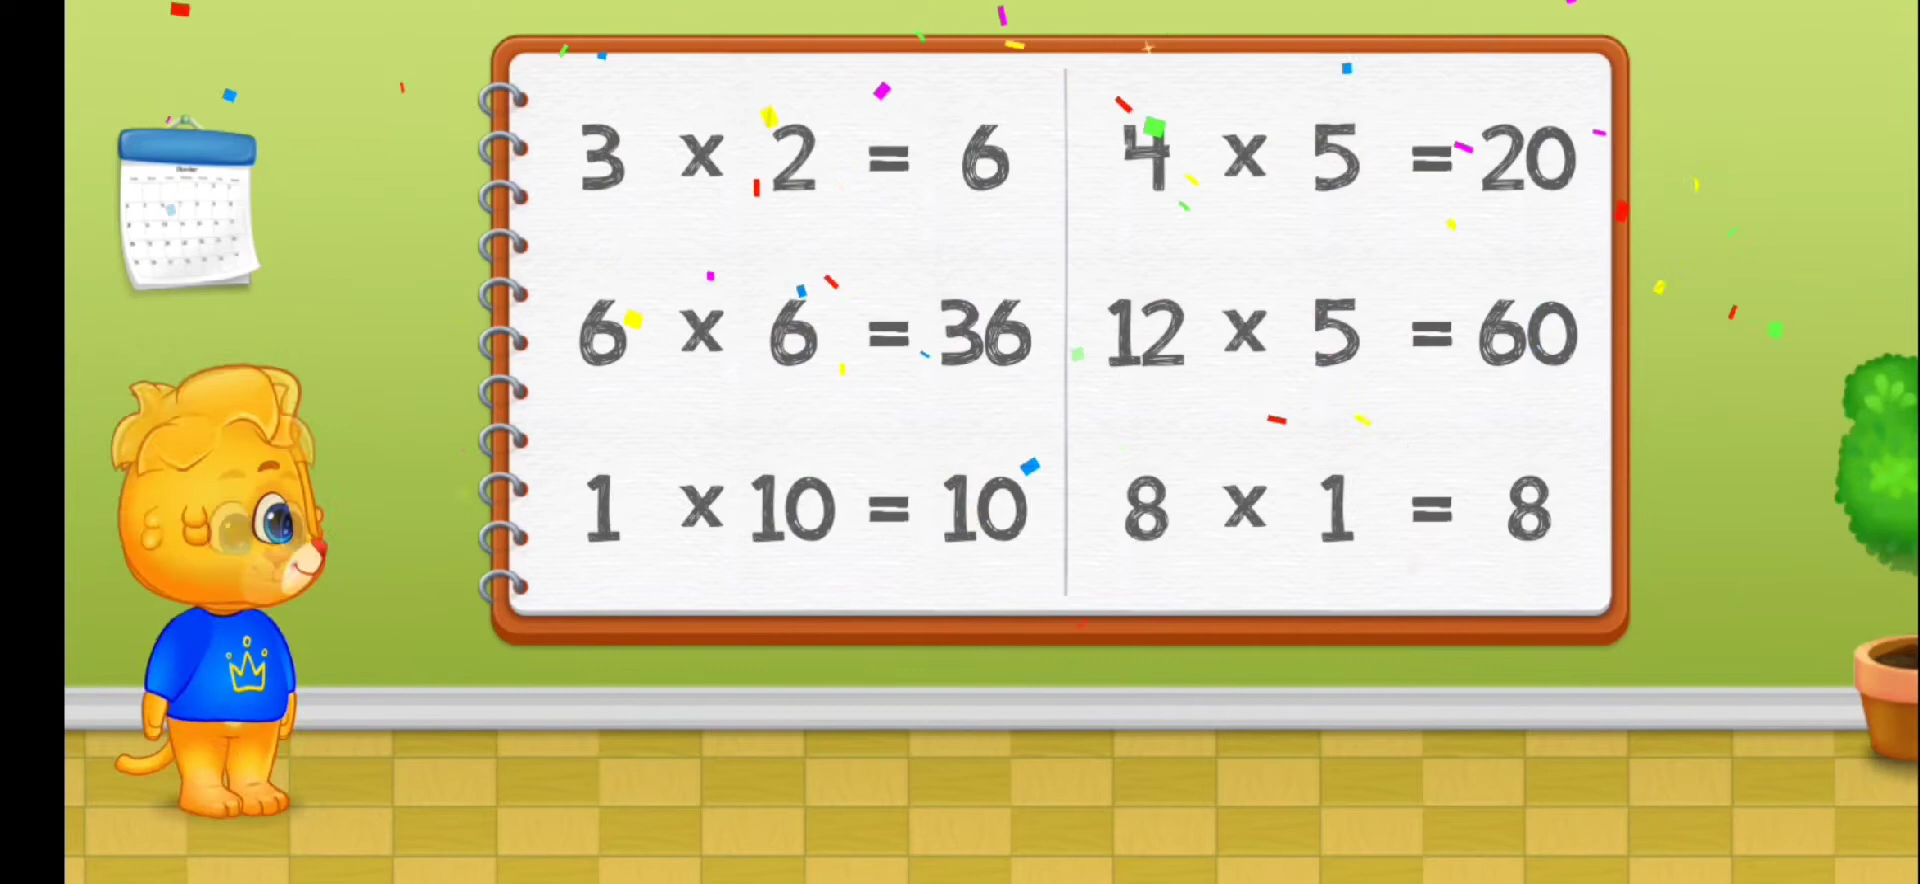 3 x 2 = 6
6 x 6 = 36
1 x 10 = 10
4 x 5 = 20
12 x 5 = 60
8 x 1 = 8